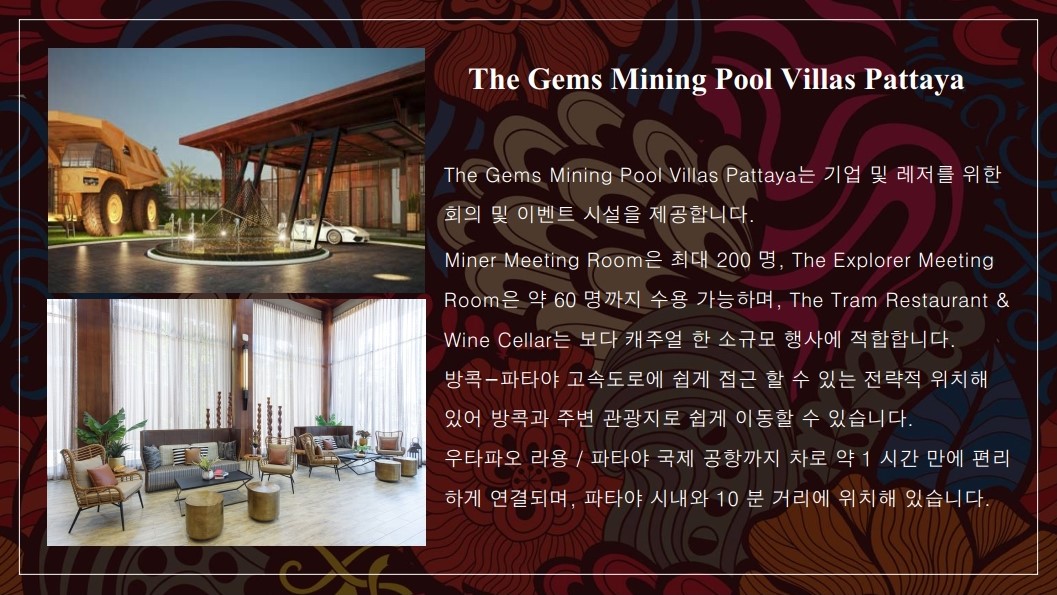 The Gems Mining Pool Villas Pattaya
The Gems Mining Pool Villas Pattaya는 기업 및 레저를 위한
회의 및 이벤트 시설을 제공합니다.
Miner Meeting Room은 최대 200 명, The Explorer Meeting
Room은 약 60 명까지 수용 가능하며, The Tram Restaurant &
Wine Cellar는 보다 캐주얼 한 소규모 행사에 적합합니다.
방콕-파타야 고속도로에 쉽게 접근 할 수 있는 전략적 위치해
있어 방콕과 주변 관광지로 쉽게 이동할 수 있습니다.
우타파오 라용 / 파타야 국제 공항까지 차로 약 1 시간 만에 편리
하게 연결되며, 파타야 시내와 10 분 거리에 위치해 있습니다.